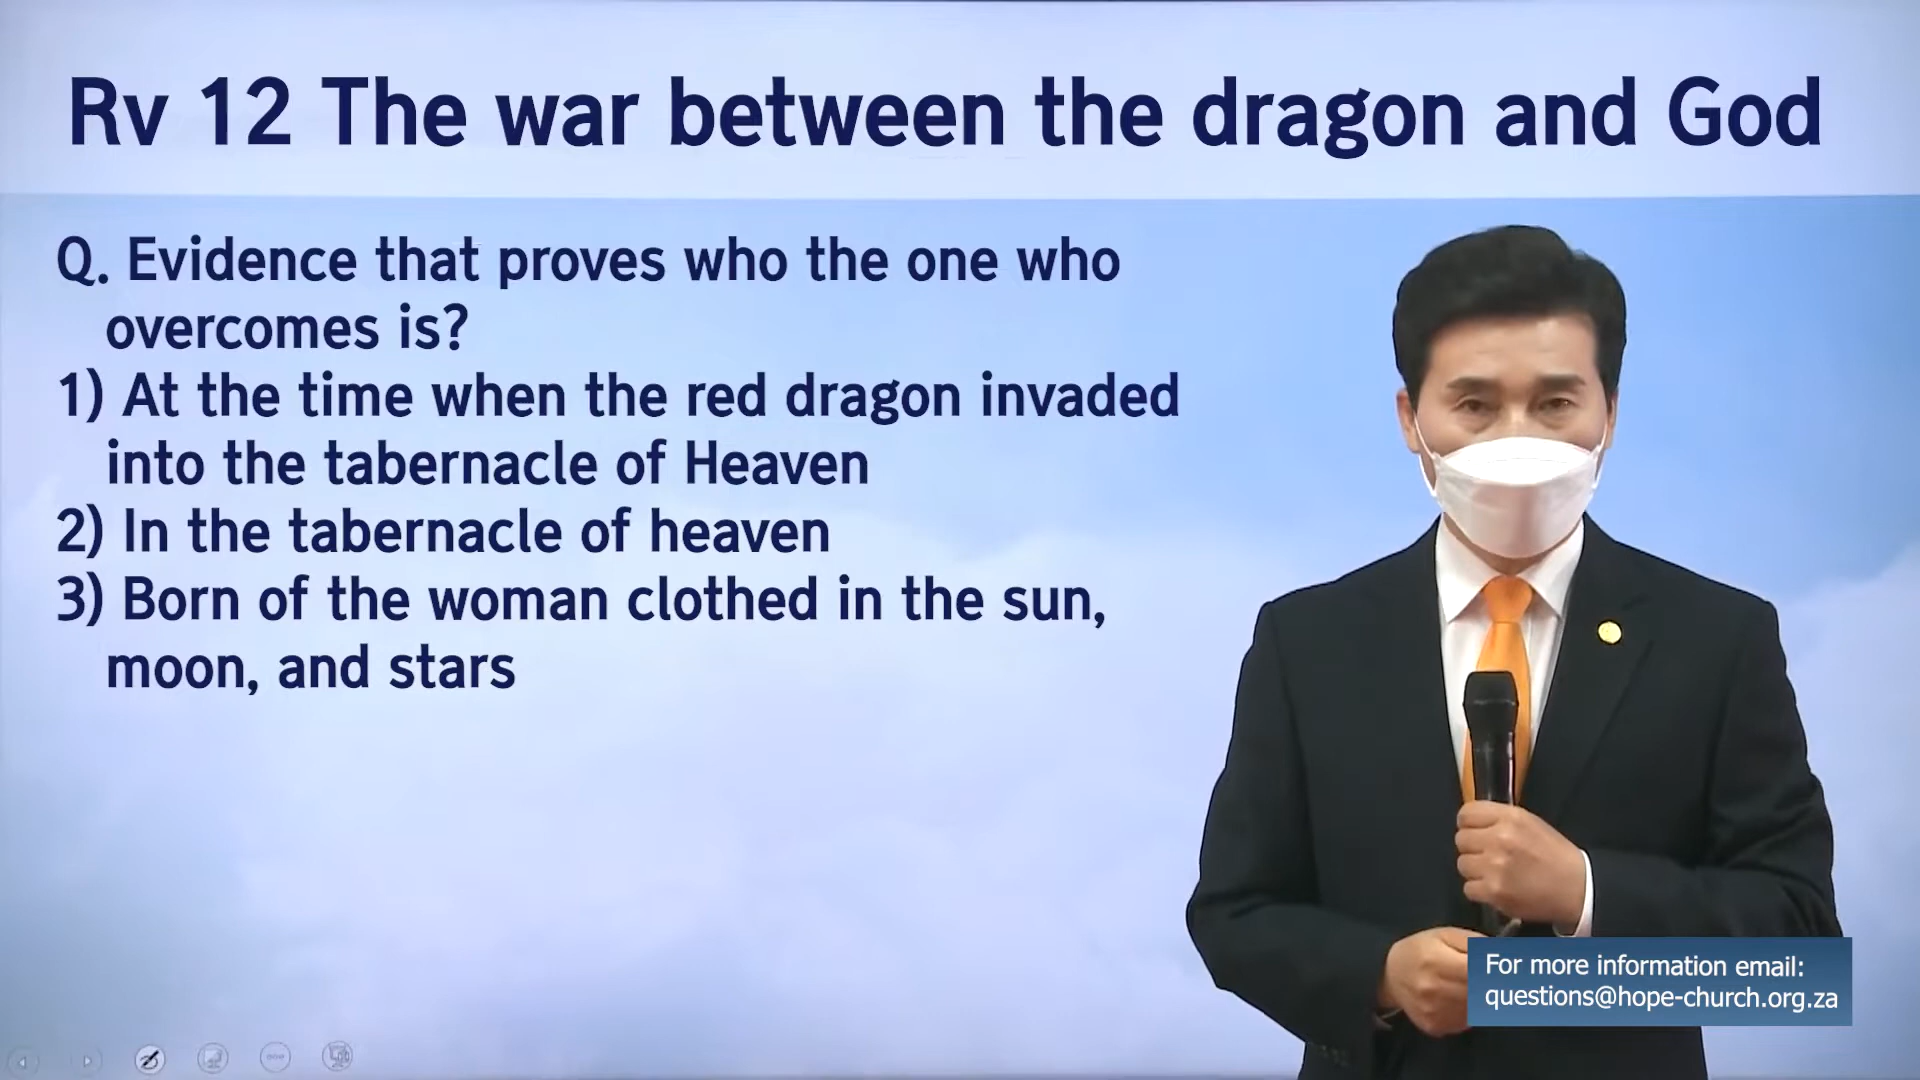 Rv 12 The war between the dragon and God
Q. Evidence that proves who the one who
overcomes is?
1) At the time when the red dragon invaded
into the tabernacle of Heaven
2) In the tabernacle of heaven
3) Born of the woman clothed in the sun,
moon, and stars
For more information email:
questions@hope-church.org.za